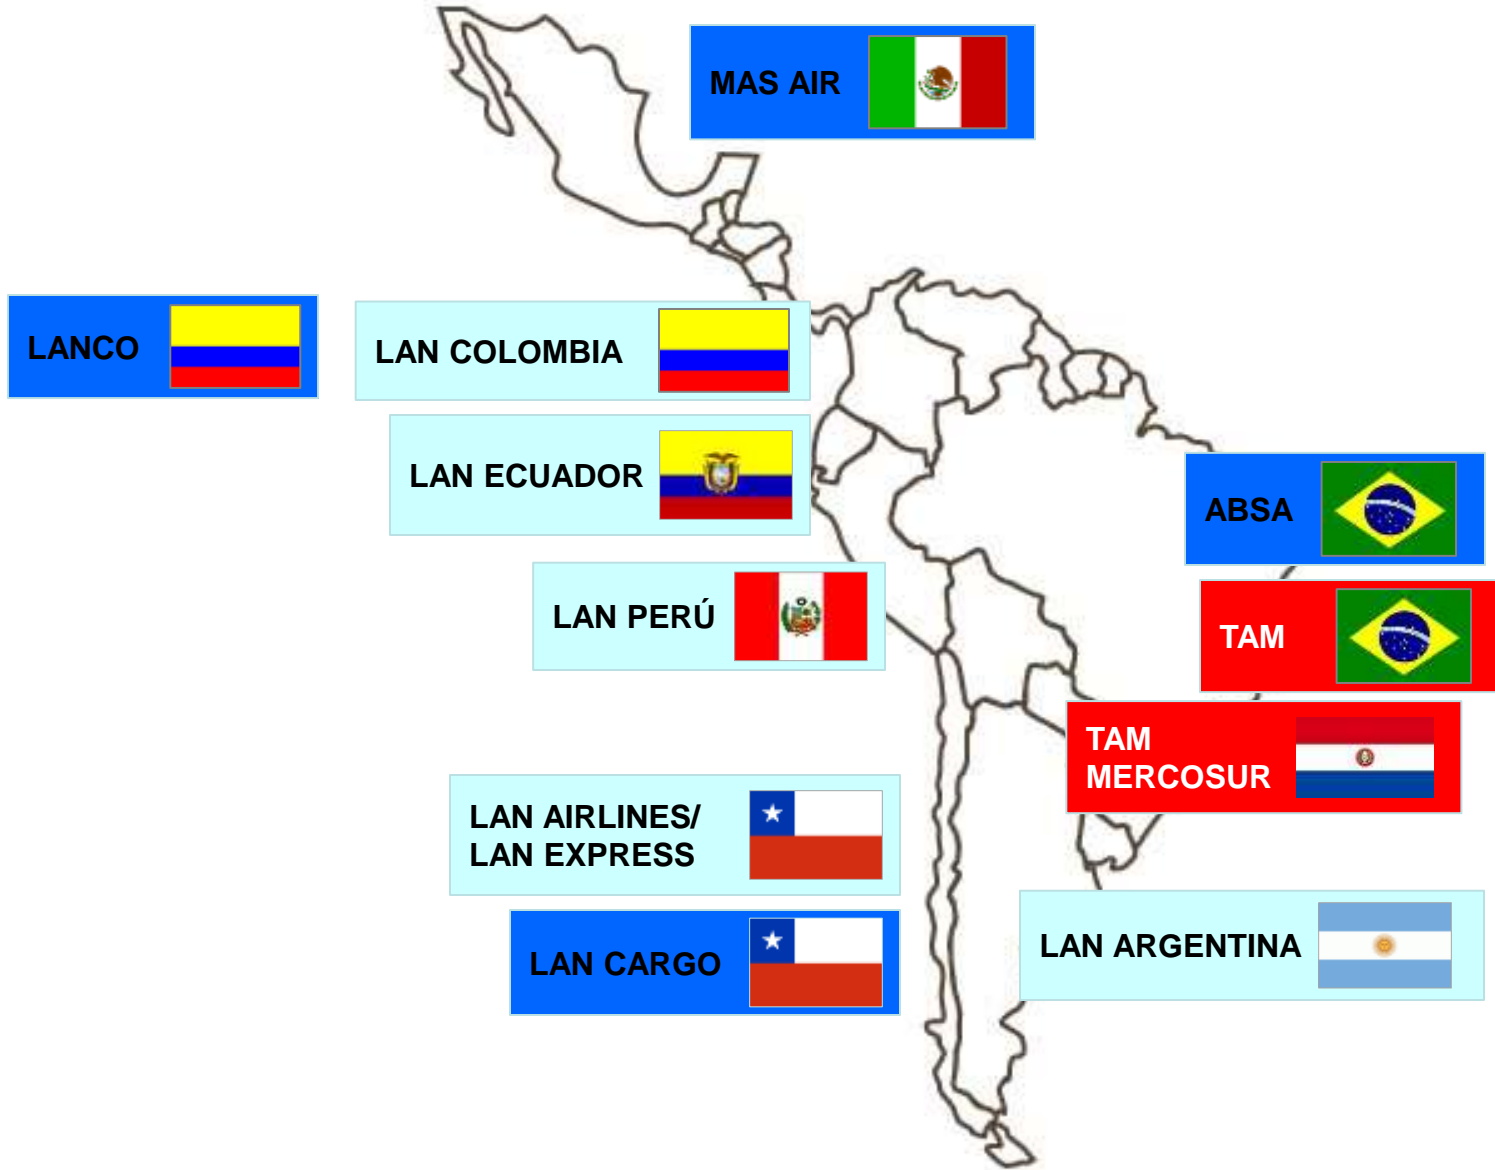 MAS AIR
LANCO
LAN COLOMBIA
LAN ECUADOR
ABSA
LAN PERÚ
TAM
TAM
MERCOSUR
LAN AIRLINES/
LAN EXPRESS
LAN CARGO
LAN ARGENTINA